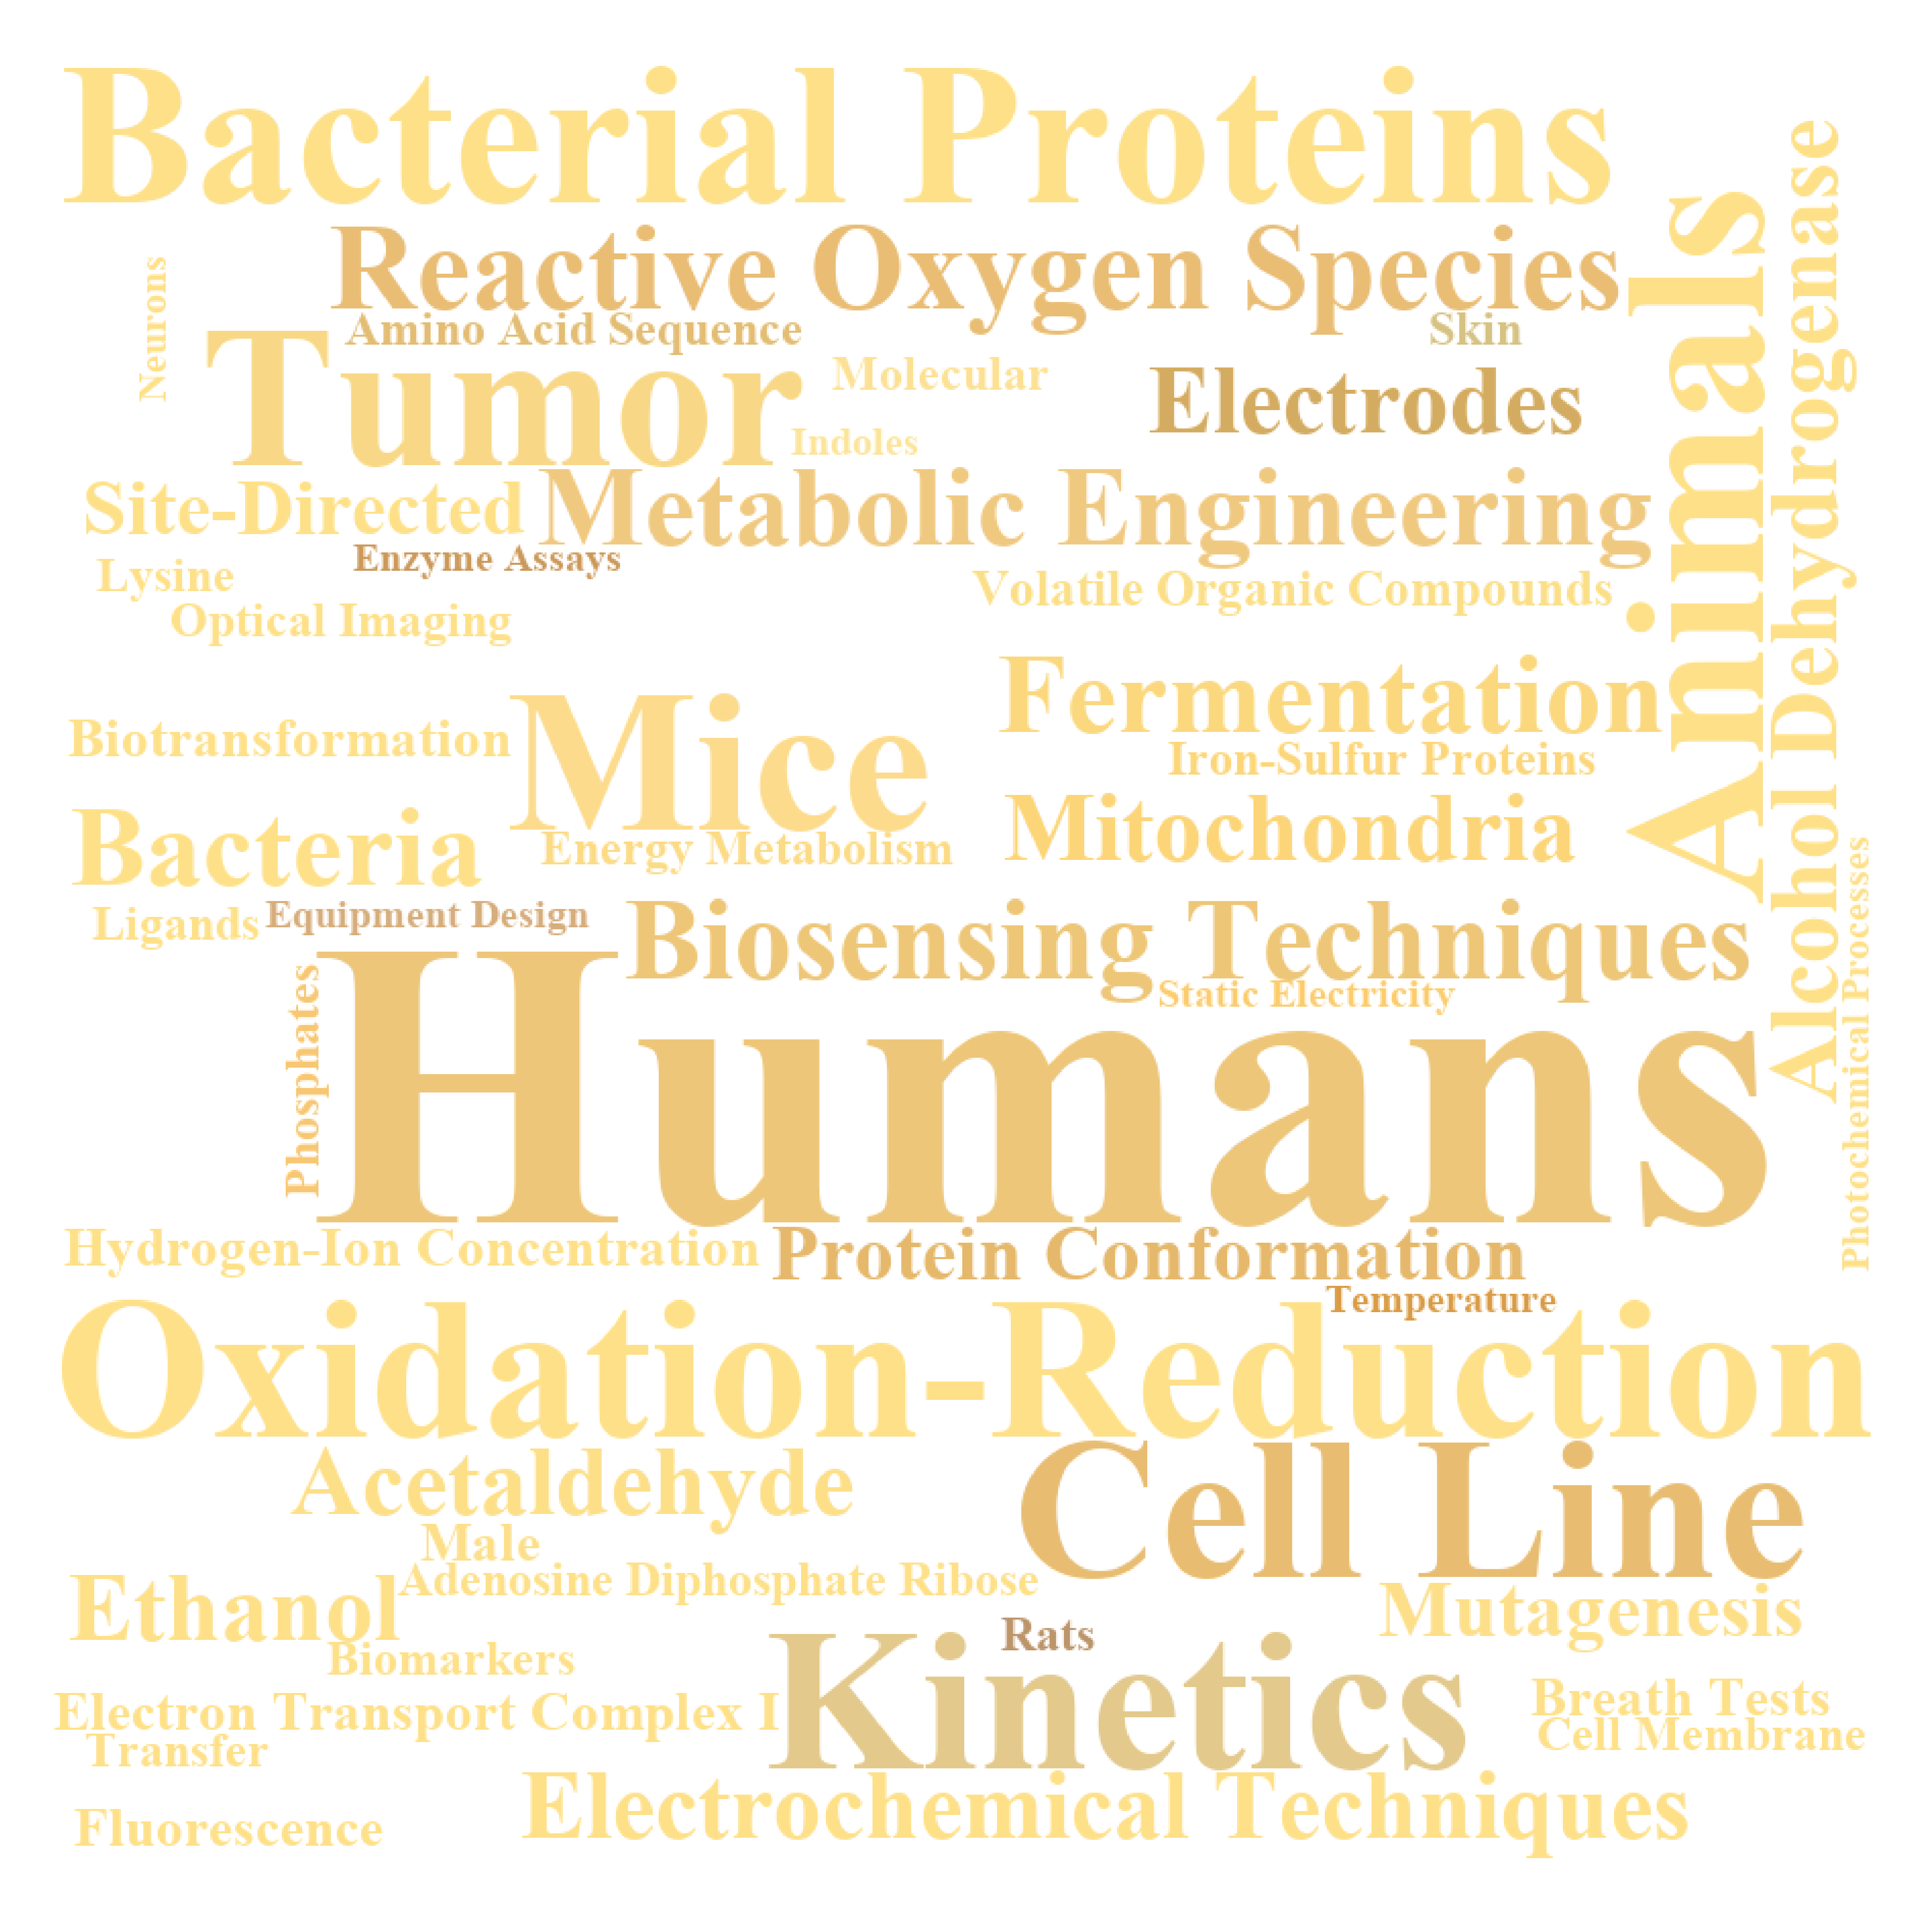 Bacterial Proteins
Reactive Oxygen Species
Neurons
Amino Acid Sequence
Skin
Tumor
Molecular
Electrodes
Indoles
Animals
Alcohol Dehydrogenase
Site-Directed
Metabolic Engineering
Enzyme Assays
Lysine
Volatile Organic Compounds
Optical Imaging
Fermentation
Biotransformation
Mice
Iron-Sulfur Proteins
Bacteria
Energy Metabolism
Mitochondria
Photochemical Processes
Ligands
Equipment Design
Biosensing Techniques
Static Electricity
Phosphates
Humans
Hydrogen-Ion Concentration
Protein Conformation
Temperature
Oxidation-Reduction
Acetaldehyde
Cell Line
Male
Adenosine Diphosphate Ribose
Ethanol
Mutagenesis
Rats
Biomarkers
Kinetics
Electron Transport Complex I
Breath Tests
Transfer
Cell Membrane
Electrochemical Techniques
Fluorescence